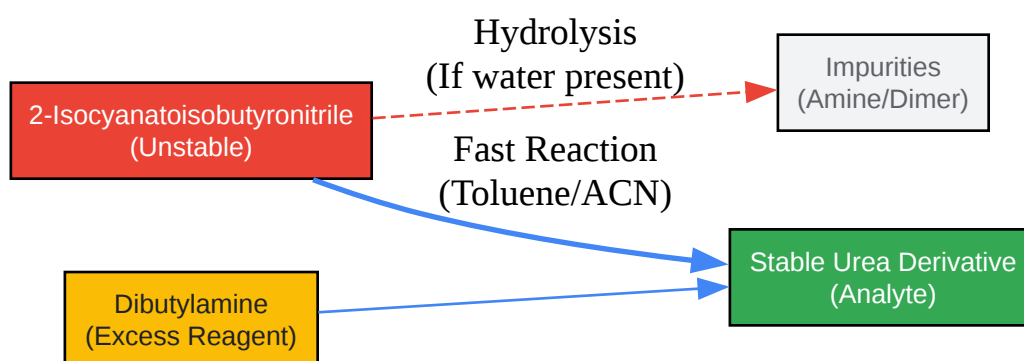 Hydrolysis
(If water present)
Impurities
(Amine/Dimer)
2-Isocyanatoisobutyronitrile
(Unstable)
Fast Reaction
(Toluene/ACN)
Stable Urea Derivative
(Analyte)
Dibutylamine
(Excess Reagent)